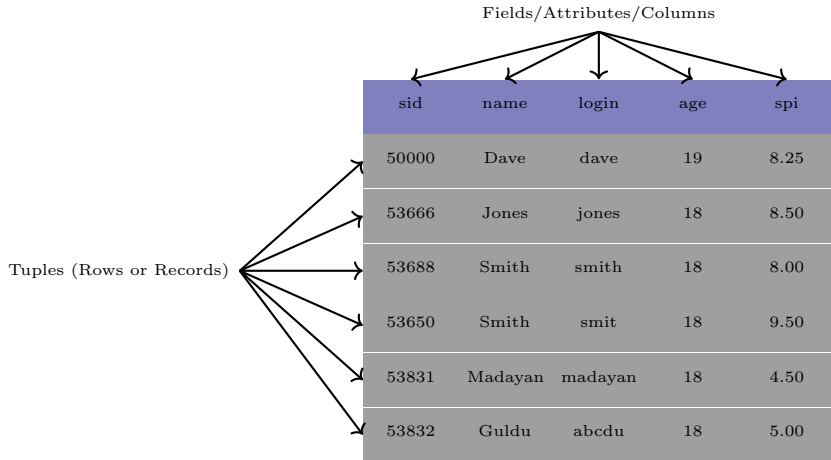 Fields/Attributes/Columns
sid name login age spi
50000 Dave dave 19 8.25
53666 Jones jones 18 8.50
Tuples (Rows or Records)
53688 Smith smith 18 8.00
53650 Smith smit 18 9.50
53831 Madayan madayan 18 4.50
53832 Guldu abcdu 18 5.00